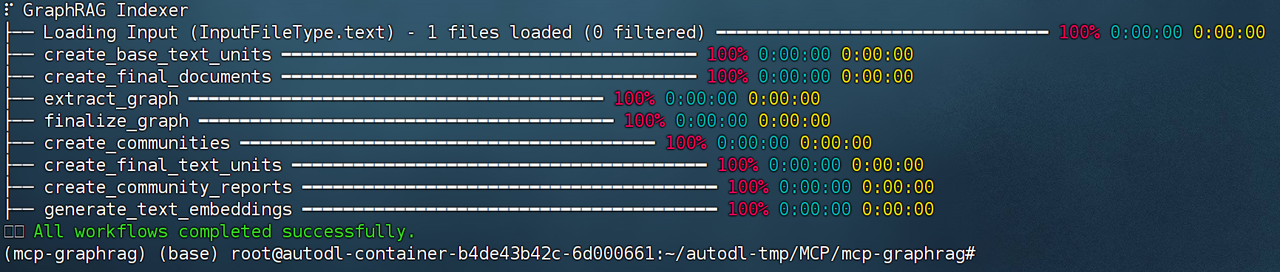 ⠋ GraphRAG Indexer
├── Loading Input (InputFileType.text) - 1 files loaded (0 filtered) ━━━━━━━━━━━━━━━━━━━━━━━━━━━━━━━━ 100% 0:00:00 0:00:00
├── create_base_text_units ━━━━━━━━━━━━━━━━━━━━━━━━━━━━━━━━━━━━━━━━ 100% 0:00:00 0:00:00
├── create_final_documents ━━━━━━━━━━━━━━━━━━━━━━━━━━━━━━━━━━━━━━━━ 100% 0:00:00 0:00:00
├── extract_graph ━━━━━━━━━━━━━━━━━━━━━━━━━━━━━━━━━━━━━━━━ 100% 0:00:00 0:00:00
├── finalize_graph ━━━━━━━━━━━━━━━━━━━━━━━━━━━━━━━━━━━━━━━━ 100% 0:00:00 0:00:00
├── create_communities ━━━━━━━━━━━━━━━━━━━━━━━━━━━━━━━━━━━━━━━━ 100% 0:00:00 0:00:00
├── create_final_text_units ━━━━━━━━━━━━━━━━━━━━━━━━━━━━━━━━━━━━━━━━ 100% 0:00:00 0:00:00
├── create_community_reports ━━━━━━━━━━━━━━━━━━━━━━━━━━━━━━━━━━━━━━━━ 100% 0:00:00 0:00:00
├── generate_text_embeddings ━━━━━━━━━━━━━━━━━━━━━━━━━━━━━━━━━━━━━━━━ 100% 0:00:00 0:00:00
All workflows completed successfully.
(mcp-graphrag) (base) root@autodl-container-b4de43b42c-6d000661:~/autodl-tmp/MCP/mcp-graphrag#